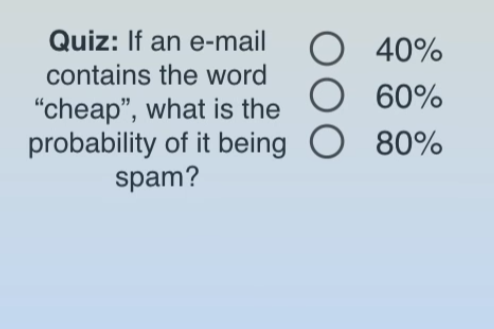 Quiz: If an e-mail
contains the word
“cheap”, what is the
probability of it being
spam?
40%
60%
80%